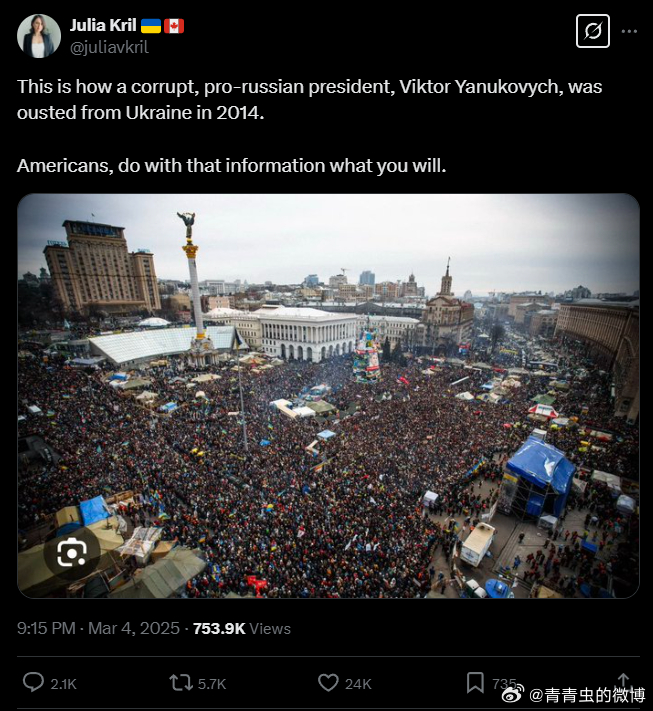 Julia Kril 🇺🇦🇨🇦
@juliavkril
This is how a corrupt, pro-russian president, Viktor Yanukovych, was
ousted from Ukraine in 2014.
Americans, do with that information what you will.
9:15 PM · Mar 4, 2025 · 753.9K Views
2.1K 5.7K 24K 735
@青青虫的微博